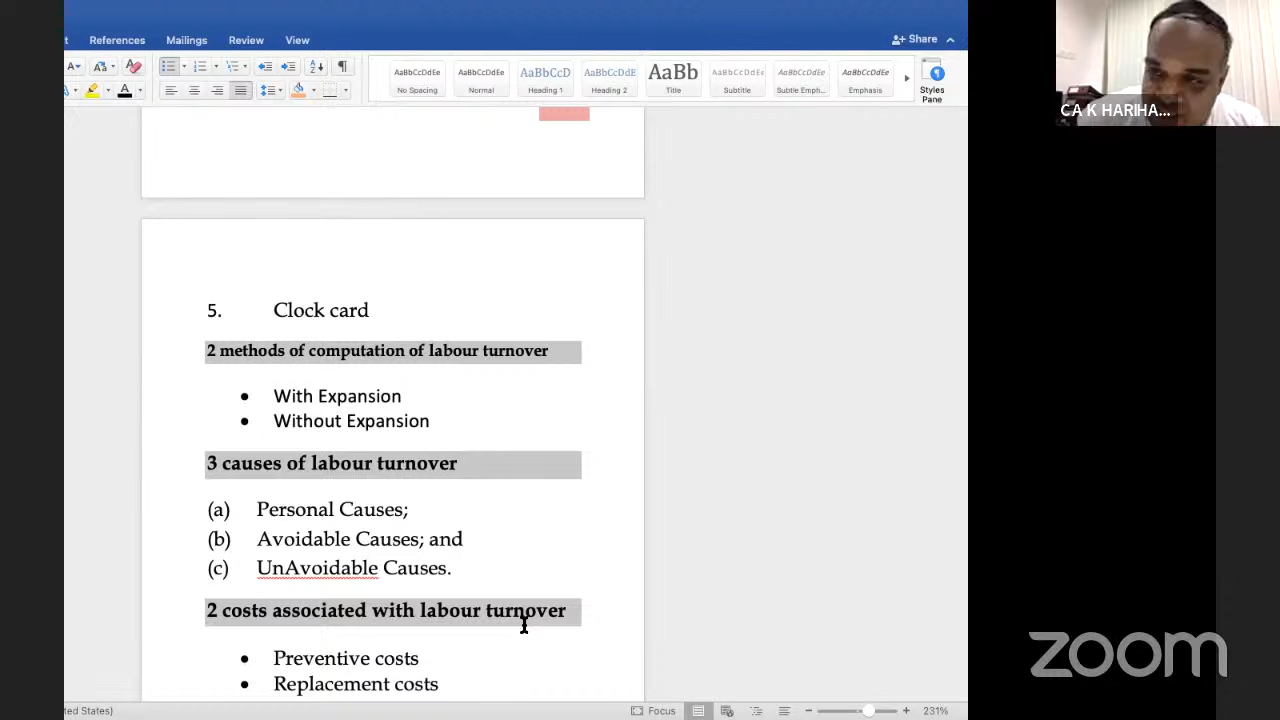 t References Mailings Review View Share
AaBbCcDdEe AaBbCcDdEe AaBbCcD AaBbCcDdE AaBb AaBbCcDdEe AaBbCcDdEe AaBbCcDdEe
No Spacing Normal Heading 1 Heading 2 Title Subtitle Subtle Emph... Emphasis Styles Pane
C A K HARIHA...
5. Clock card
2 methods of computation of labour turnover
• With Expansion
• Without Expansion
3 causes of labour turnover
(a) Personal Causes;
(b) Avoidable Causes; and
(c) UnAvoidable Causes.
2 costs associated with labour turnover
• Preventive costs
• Replacement costs
zoom
ted States) Focus 231%